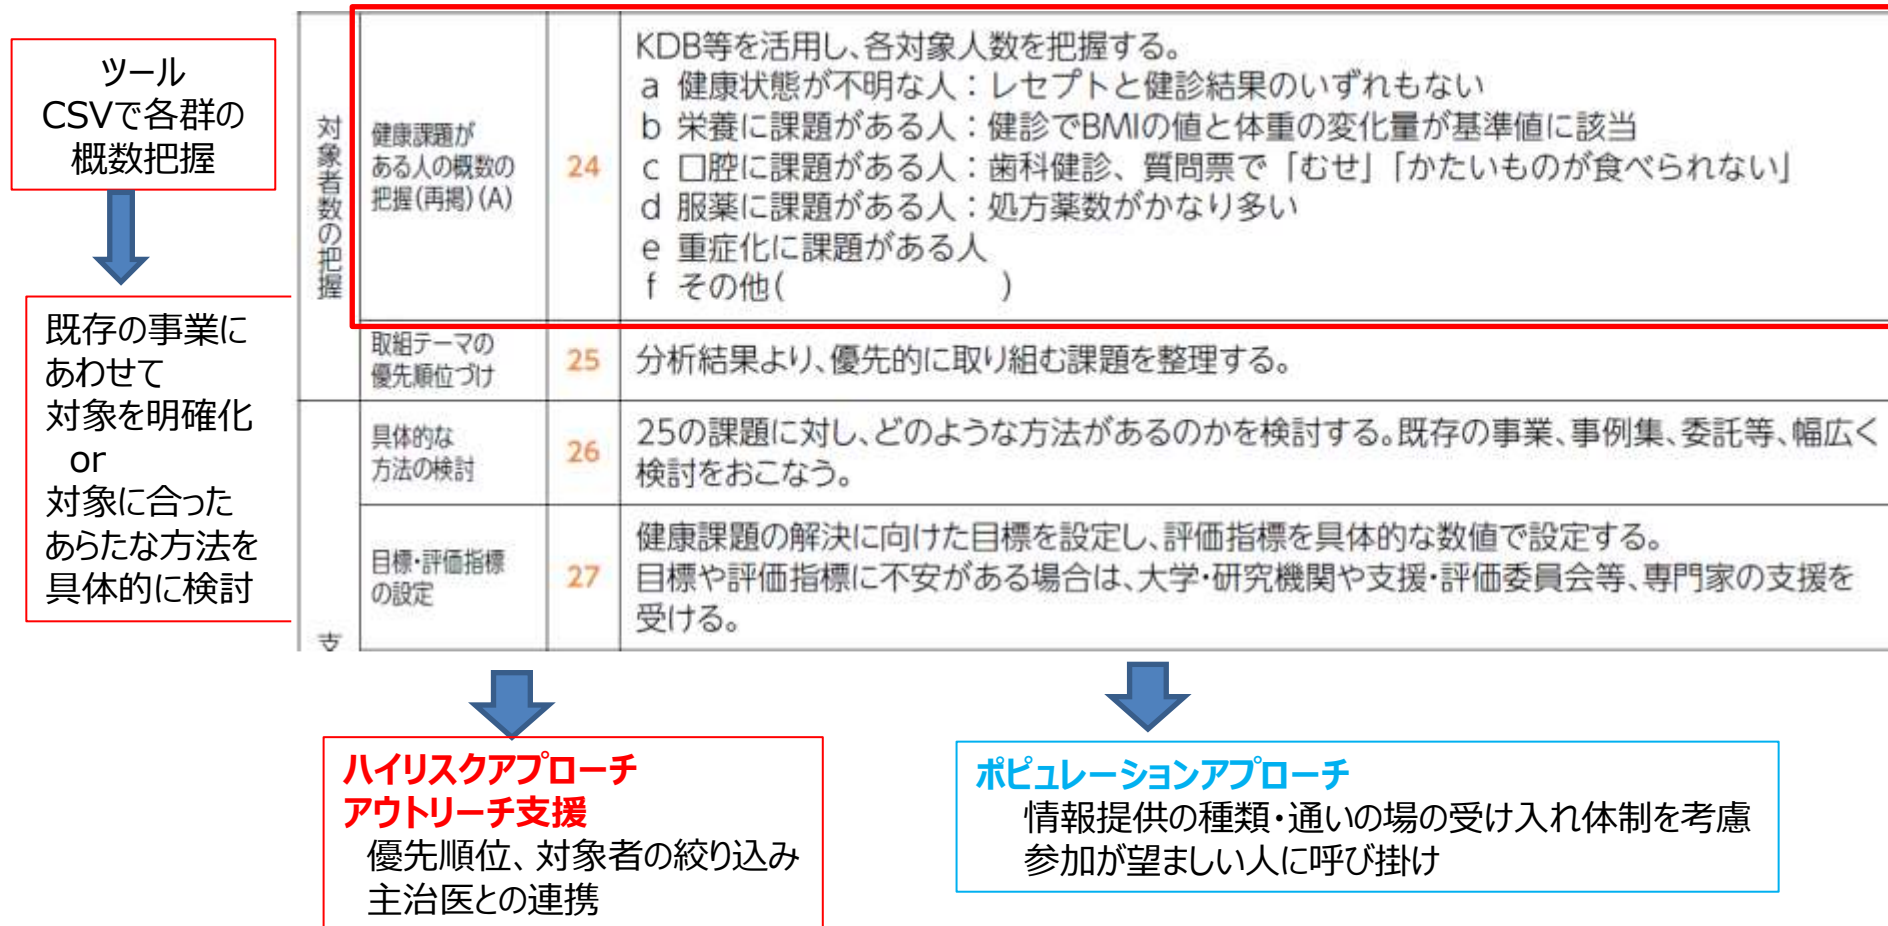 ツール
CSVで各群の
概数把握
既存の事業に
あわせて
対象を明確化
or
対象に合った
あらたな方法を
具体的に検討
対象者数の把握
健康課題が
ある人の概数の
把握(再掲)(A)
24
KDB等を活用し、各対象人数を把握する。
a 健康状態が不明な人：レセプトと健診結果のいずれもない
b 栄養に課題がある人：健診でBMIの値と体重の変化量が基準値に該当
c 口腔に課題がある人：歯科健診、質問票で「むせ」「かたいものが食べられない」
d 服薬に課題がある人：処方薬数がかなり多い
e 重症化に課題がある人
f その他( )
取組テーマの
優先順位づけ
25
分析結果より、優先的に取り組む課題を整理する。
支
具体的な
方法の検討
26
25の課題に対し、どのような方法があるのかを検討する。既存の事業、事例集、委託等、幅広く
検討をおこなう。
目標・評価指標
の設定
27
健康課題の解決に向けた目標を設定し、評価指標を具体的な数値で設定する。
目標や評価指標に不安がある場合は、大学・研究機関や支援・評価委員会等、専門家の支援を
受ける。
ハイリスクアプローチ
アウトリーチ支援
優先順位、対象者の絞り込み
主治医との連携
ポピュレーションアプローチ
情報提供の種類・通いの場の受け入れ体制を考慮
参加が望ましい人に呼び掛け